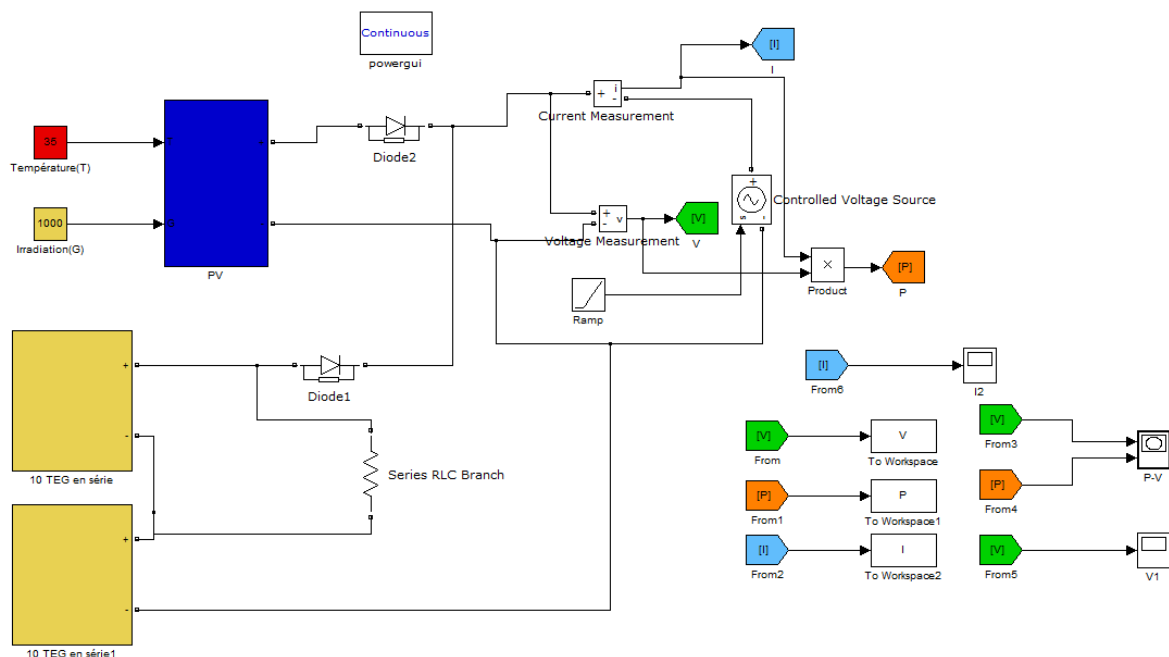 Continuous
powergui
[I]
I
+
i
-
Current Measurement
35
Température(T)
T
+
Diode2
1000
Irradiation(G)
G
-
PV
+
-
v
Voltage Measurement
[V]
V
+
s
-
Controlled Voltage Source
Ramp
×
Product
[P]
P
+
-
10 TEG en série
Diode1
Series RLC Branch
+
-
10 TEG en série1
[I]
From6
I2
[V]
From
V
To Workspace
[V]
From3
P-V
[P]
From1
P
To Workspace1
[P]
From4
[I]
From2
I
To Workspace2
[V]
From5
V1